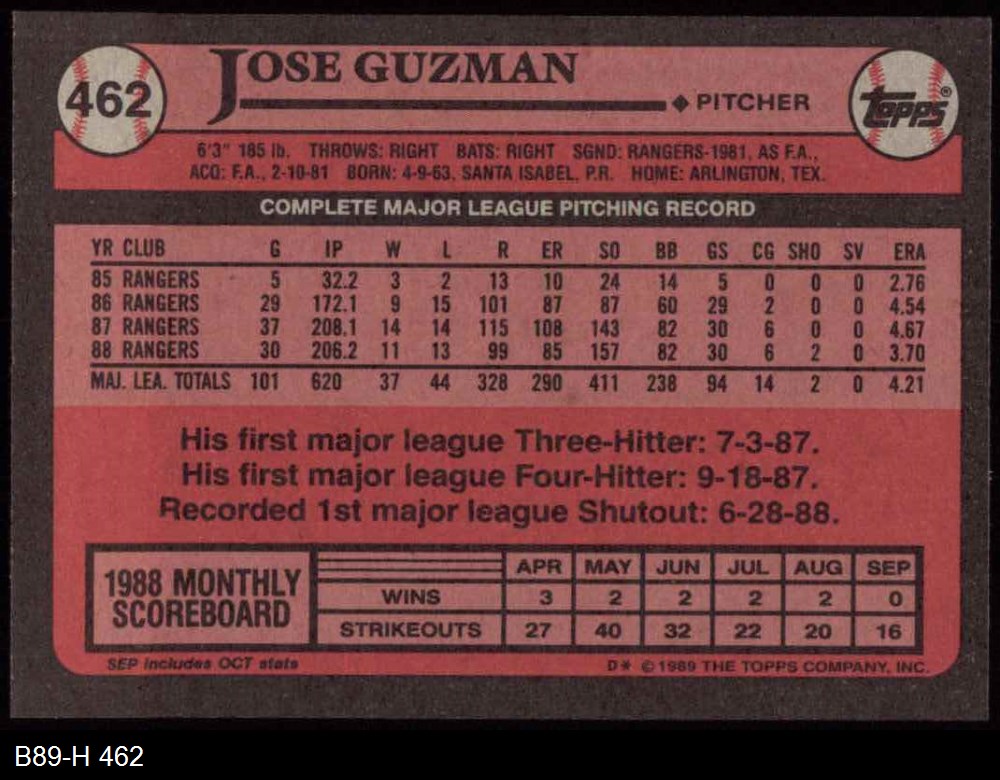 462
JOSE GUZMAN
◆ PITCHER
Topps®
6'3" 185 lb. THROWS: RIGHT BATS: RIGHT SGND: RANGERS-1981, AS F.A.,
ACQ: F.A., 2-10-81 BORN: 4-9-63, SANTA ISABEL, P.R. HOME: ARLINGTON, TEX.
COMPLETE MAJOR LEAGUE PITCHING RECORD
YR CLUB G IP W L R ER SO BB GS CG SHO SV ERA
85 RANGERS 5 32.2 3 2 13 10 24 14 5 0 0 0 2.76
86 RANGERS 29 172.1 9 15 101 87 87 60 29 2 0 0 4.54
87 RANGERS 37 208.1 14 14 115 108 143 82 30 6 0 0 4.67
88 RANGERS 30 206.2 11 13 99 85 157 82 30 6 2 0 3.70
MAJ. LEA. TOTALS 101 620 37 44 328 290 411 238 94 14 2 0 4.21
His first major league Three-Hitter: 7-3-87.
His first major league Four-Hitter: 9-18-87.
Recorded 1st major league Shutout: 6-28-88.
1988 MONTHLY
SCOREBOARD
APR MAY JUN JUL AUG SEP
WINS 3 2 2 2 2 0
STRIKEOUTS 27 40 32 22 20 16
SEP includes OCT stats
D* © 1989 THE TOPPS COMPANY, INC.
B89-H 462